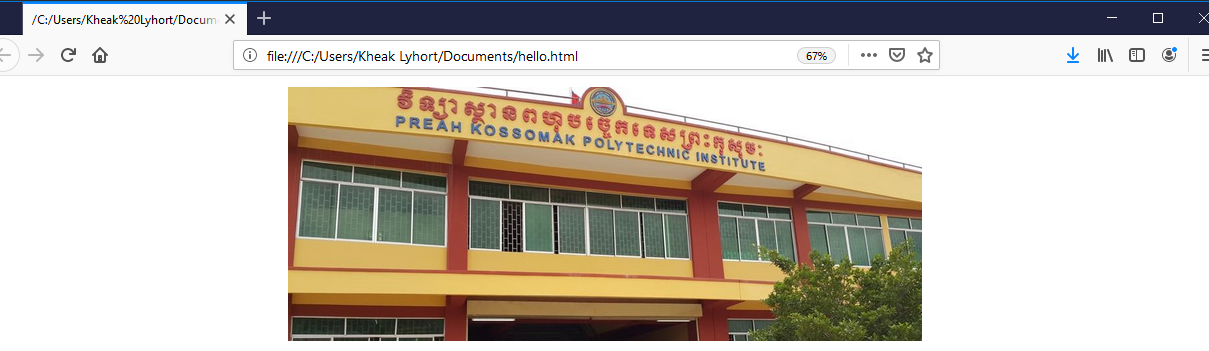 /C:/Users/Kheak%20Lyhort/Docum
file:///C:/Users/Kheak Lyhort/Documents/hello.html
67%
វិទ្យាស្ថានពហុបច្ចេកទេសព្រះកុសុមៈ
PREAH KOSSOMAK POLYTECHNIC INSTITUTE